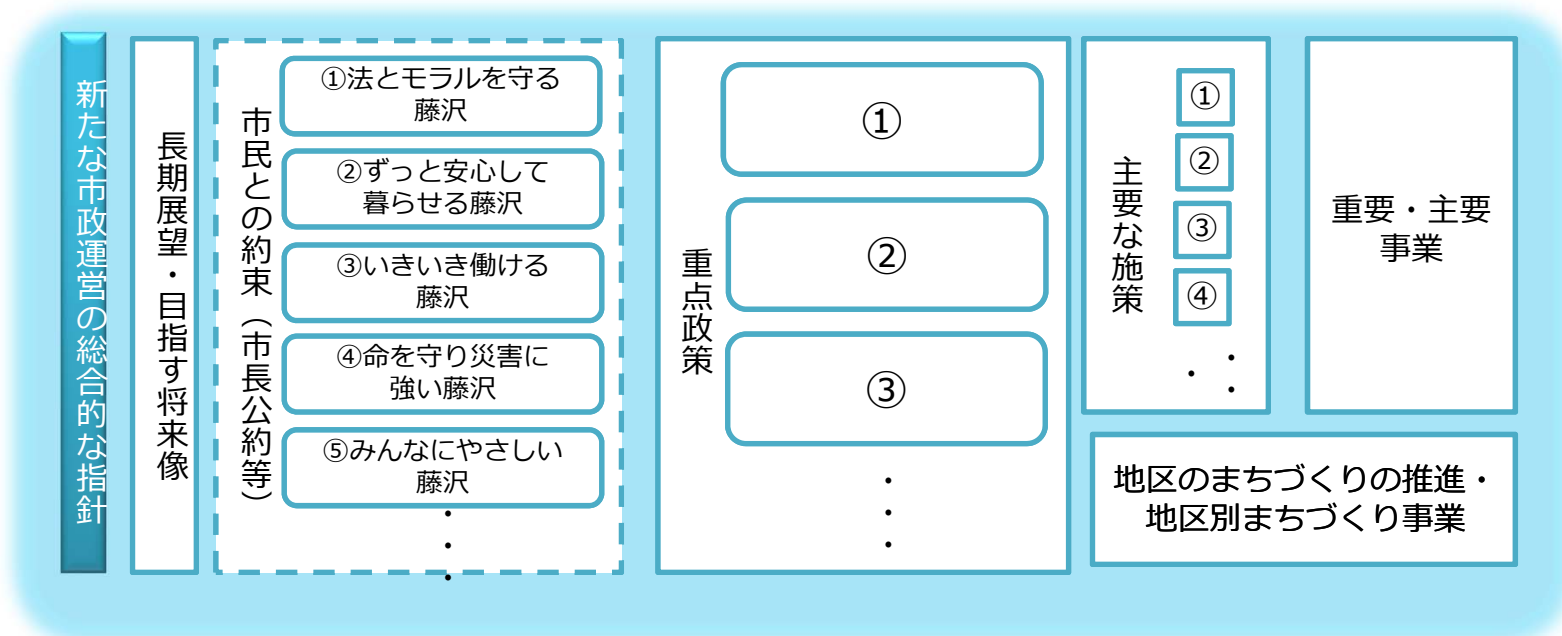 新たな市政運営の総合的な指針
長期展望・目指す将来像
市民との約束（市長公約等）
①法とモラルを守る
藤沢
②ずっと安心して
暮らせる藤沢
③いきいき働ける
藤沢
④命を守り災害に
強い藤沢
⑤みんなにやさしい
藤沢
・
・
・
重点政策
①
②
③
・
・
・
主要な施策
①
②
③
④
・
・
・
重要・主要
事業
地区のまちづくりの推進・
地区別まちづくり事業